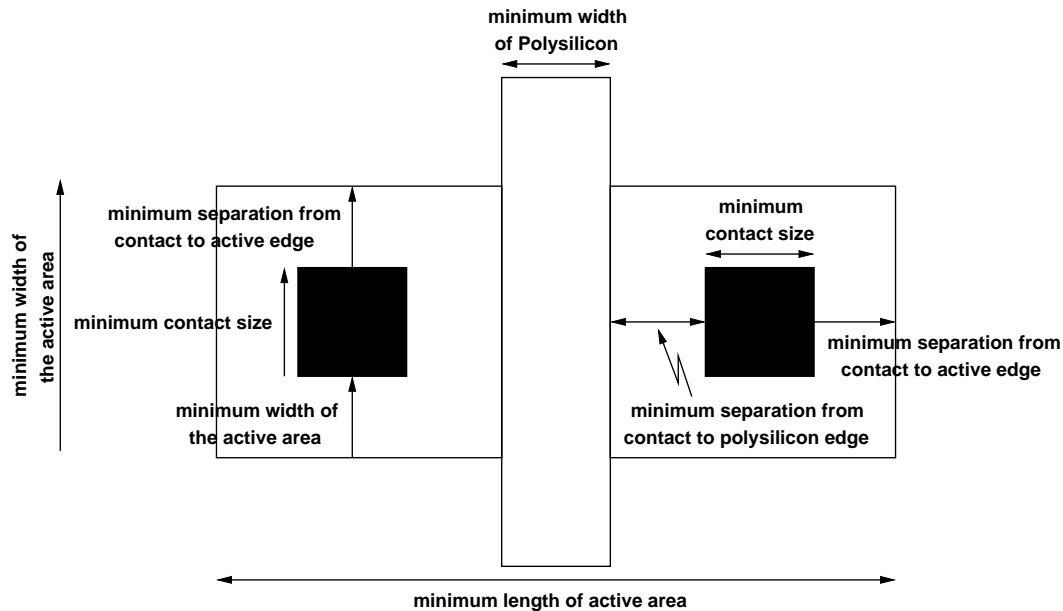 minimum width
of Polysilicon
minimum separation from
contact to active edge
minimum
contact size
minimum width of
the active area
minimum contact size
minimum separation from
contact to active edge
minimum width of
the active area
minimum separation from
contact to polysilicon edge
minimum length of active area